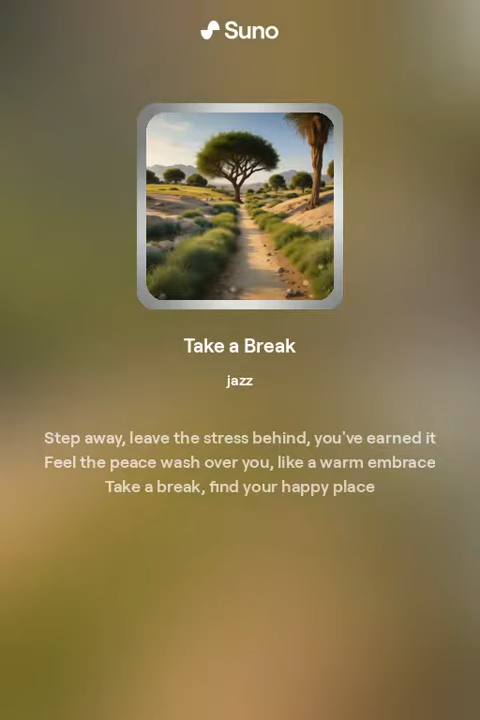 Suno
Take a Break
jazz
Step away, leave the stress behind, you've earned it
Feel the peace wash over you, like a warm embrace
Take a break, find your happy place